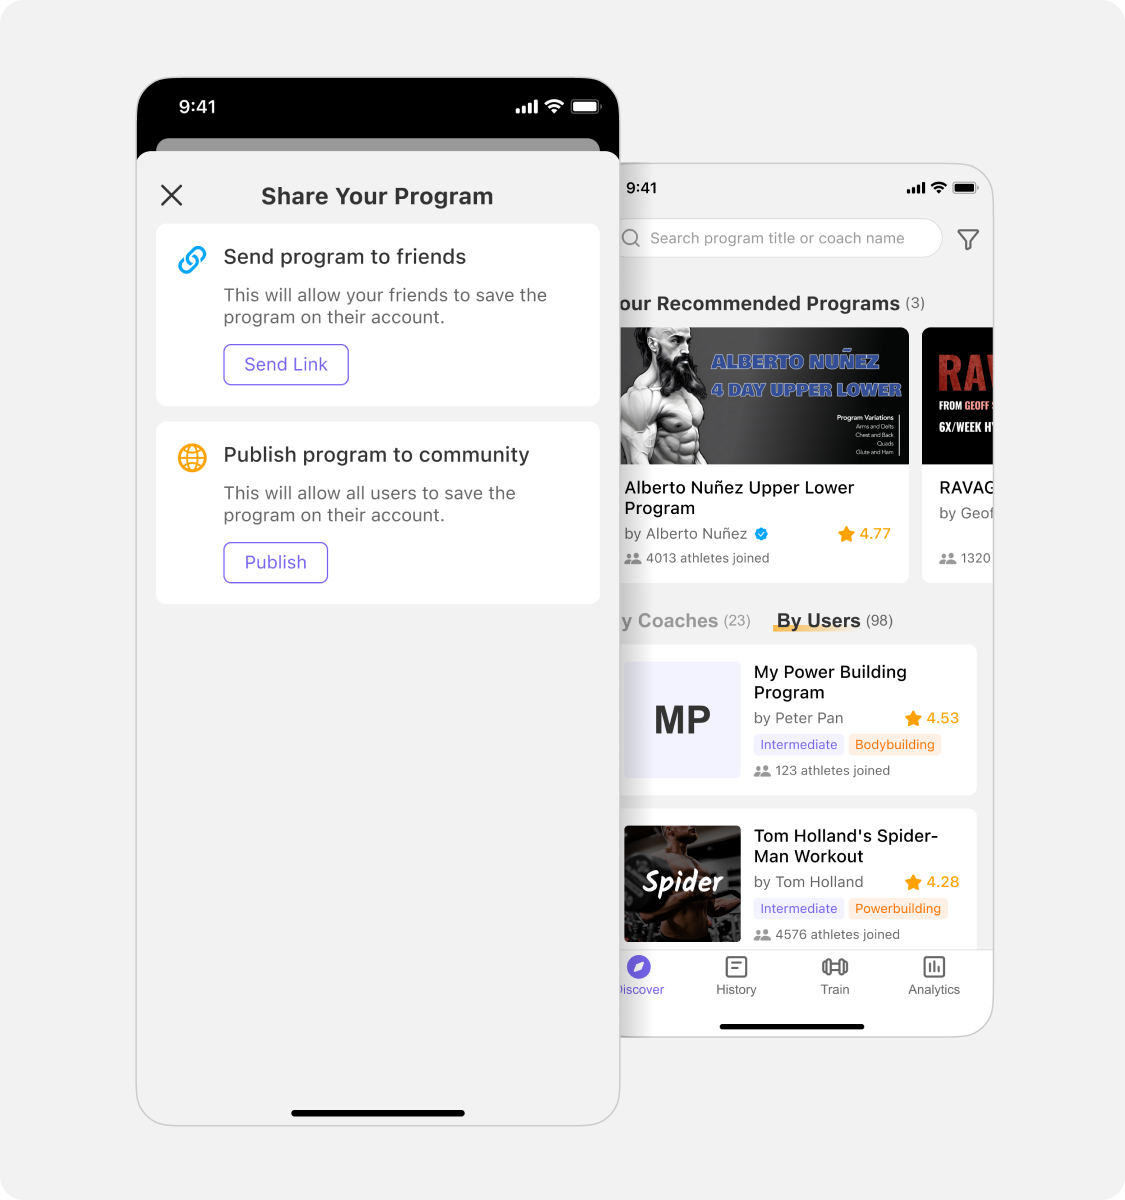 9:41
Share Your Program
Send program to friends
This will allow your friends to save the
program on their account.
Send Link
Publish program to community
This will allow all users to save the
program on their account.
Publish
9:41
Search program title or coach name
our Recommended Programs (3)
ALBERTO NUÑEZ
4 DAY UPPER LOWER
Program Variations
Arms and Delts
Chest and Back
Quads
Glute and Ham
Alberto Nuñez Upper Lower
Program
by Alberto Nuñez
4.77
4013 athletes joined
RAV
FROM GEOFF S
6X/WEEK HY
RAVAG
by Geof
1320
y Coaches (23)
By Users (98)
MP
My Power Building
Program
by Peter Pan
4.53
Intermediate
Bodybuilding
123 athletes joined
Spider
Tom Holland's Spider-
Man Workout
by Tom Holland
4.28
Intermediate
Powerbuilding
4576 athletes joined
Discover
History
Train
Analytics